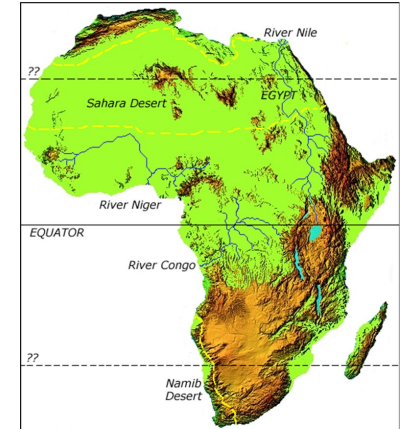 River Nile
??
EGYPT
Sahara Desert
River Niger
EQUATOR
River Congo
??
Namib
Desert